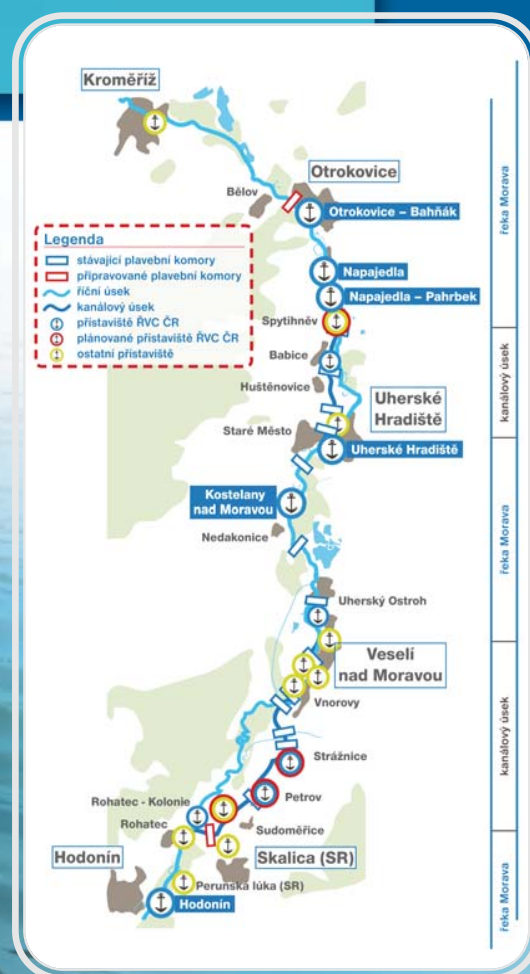 Kroměříž
Otrokovice
Bělov
Otrokovice – Bahňák
Legenda
stávající plavební komory
připravované plavební komory
říční úsek
kanálový úsek
přístaviště ŘVC ČR
plánované přístaviště ŘVC ČR
ostatní přístaviště
Napajedla
Napajedla – Pahrbek
Spytihněv
Babice
Huštěnovice
Uherské
Hradiště
Staré Město
Uherské Hradiště
Kostelany
nad Moravou
Nedakonice
Uherský Ostroh
Veselí
nad Moravou
Vnorovy
Strážnice
Petrov
Rohatec - Kolonie
Rohatec
Sudoměřice
Hodonín
Skalica (SR)
Perunská lúka (SR)
Hodonín
řeka Morava
kanálový úsek
řeka Morava
kanálový úsek
řeka Morava